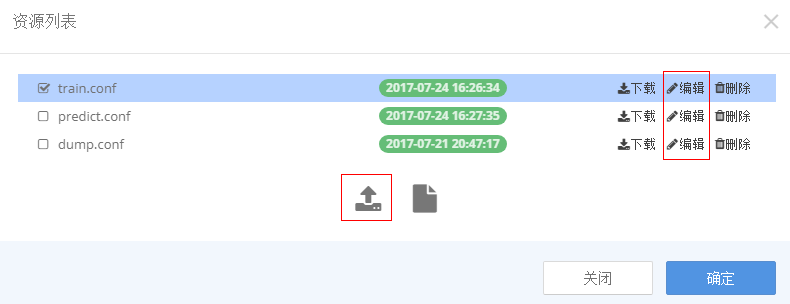 资源列表
train.conf 2017-07-24 16:26:34 下载 编辑 删除
predict.conf 2017-07-24 16:27:35 下载 编辑 删除
dump.conf 2017-07-21 20:47:17 下载 编辑 删除
关闭 确定